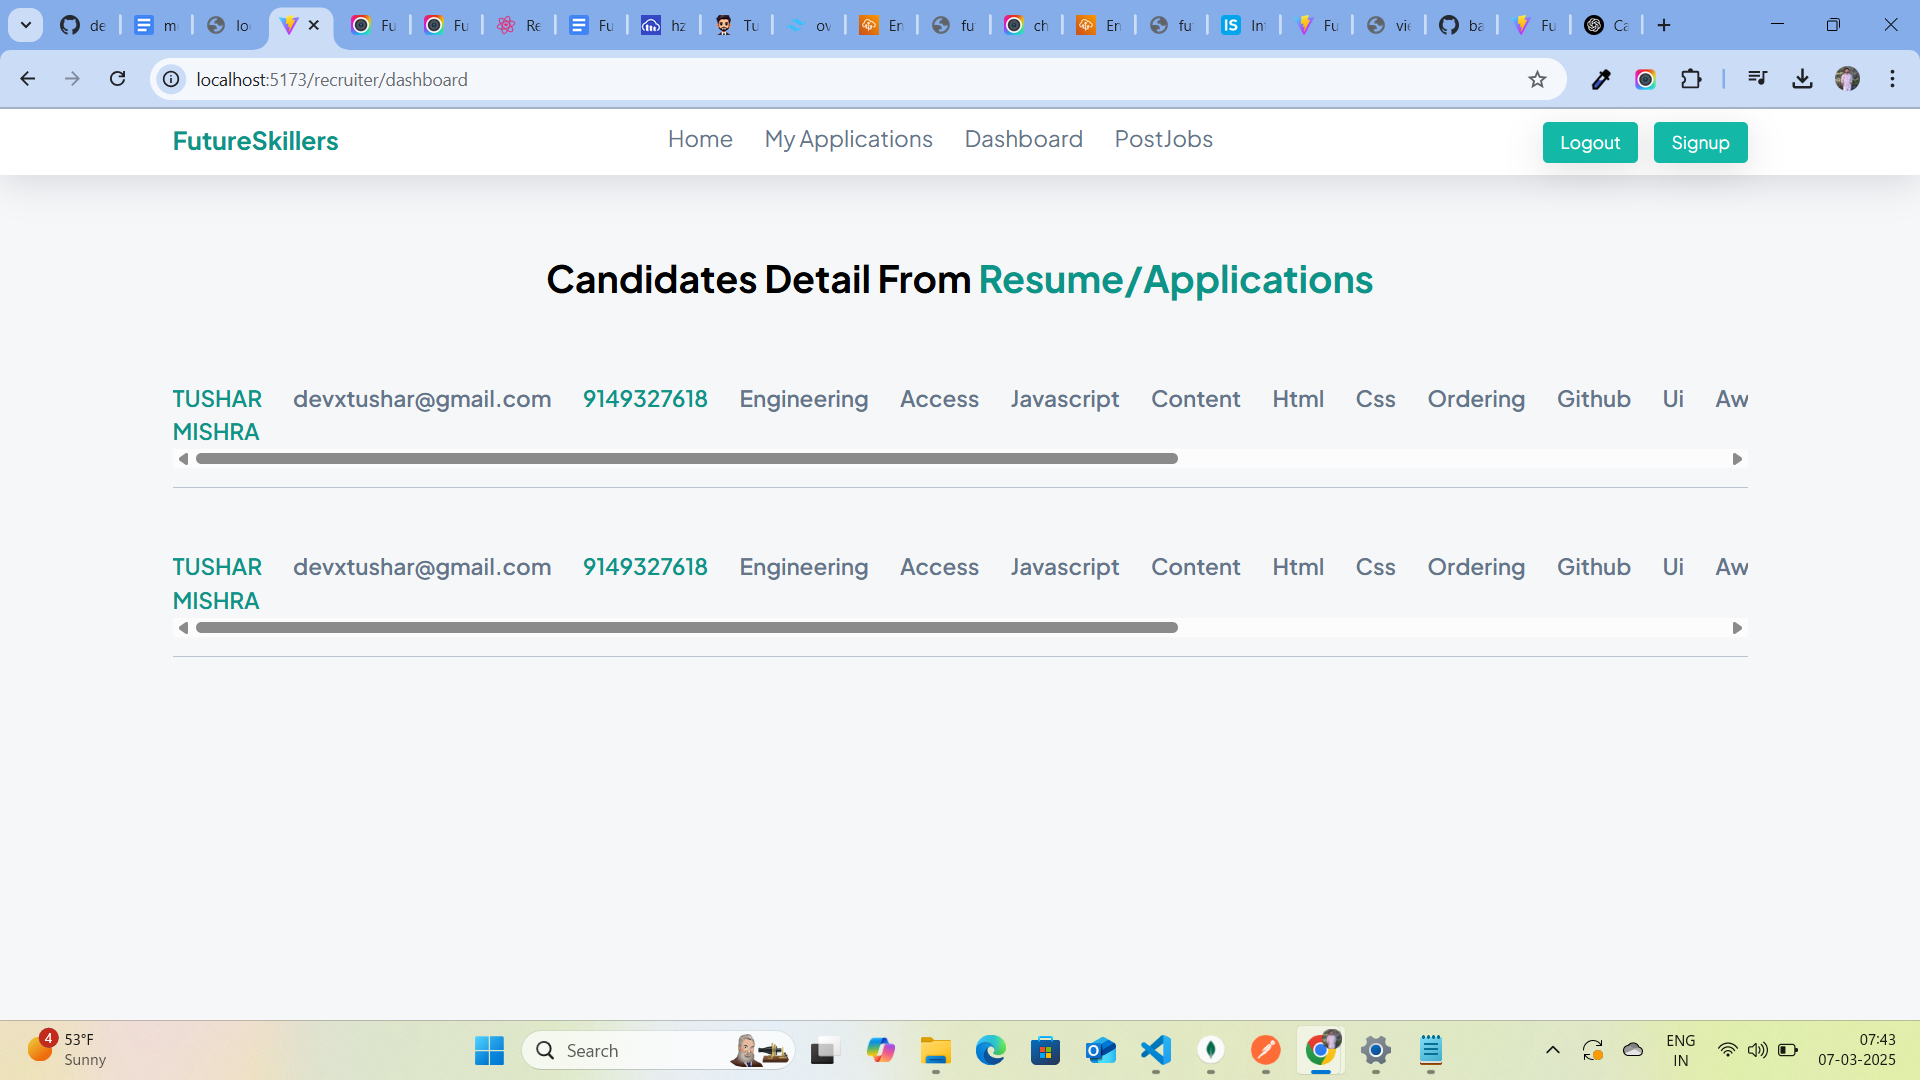 de
m
lo
Fu
Fu
Re
Fu
hz
Tu
ov
En
fu
ch
En
fu
Int
Fu
vie
ba
Fu
Ca
localhost:5173/recruiter/dashboard
FutureSkillers
Home
My Applications
Dashboard
PostJobs
Logout
Signup
Candidates Detail From Resume/Applications
TUSHAR MISHRA
devxtushar@gmail.com
9149327618
Engineering
Access
Javascript
Content
Html
Css
Ordering
Github
Ui
Aw
TUSHAR MISHRA
devxtushar@gmail.com
9149327618
Engineering
Access
Javascript
Content
Html
Css
Ordering
Github
Ui
Aw
4
53°F
Sunny
Search
ENG
IN
07:43
07-03-2025